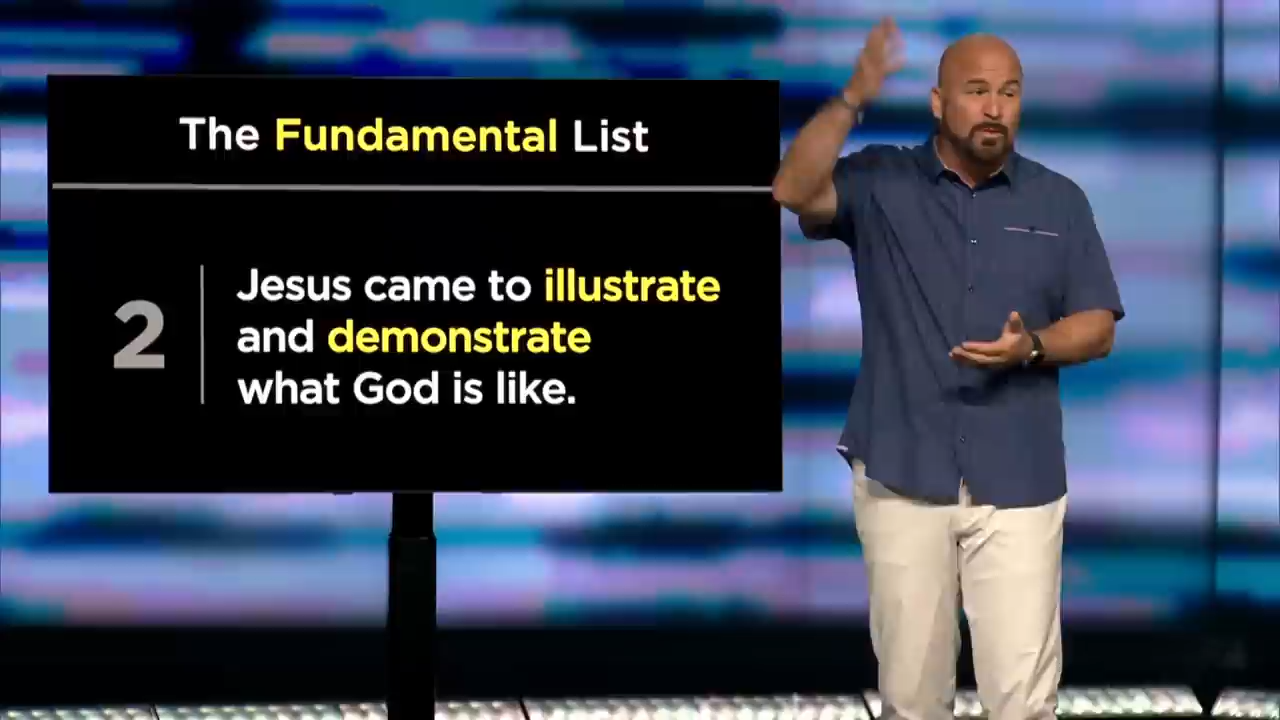 The Fundamental List
2
Jesus came to illustrate
and demonstrate
what God is like.